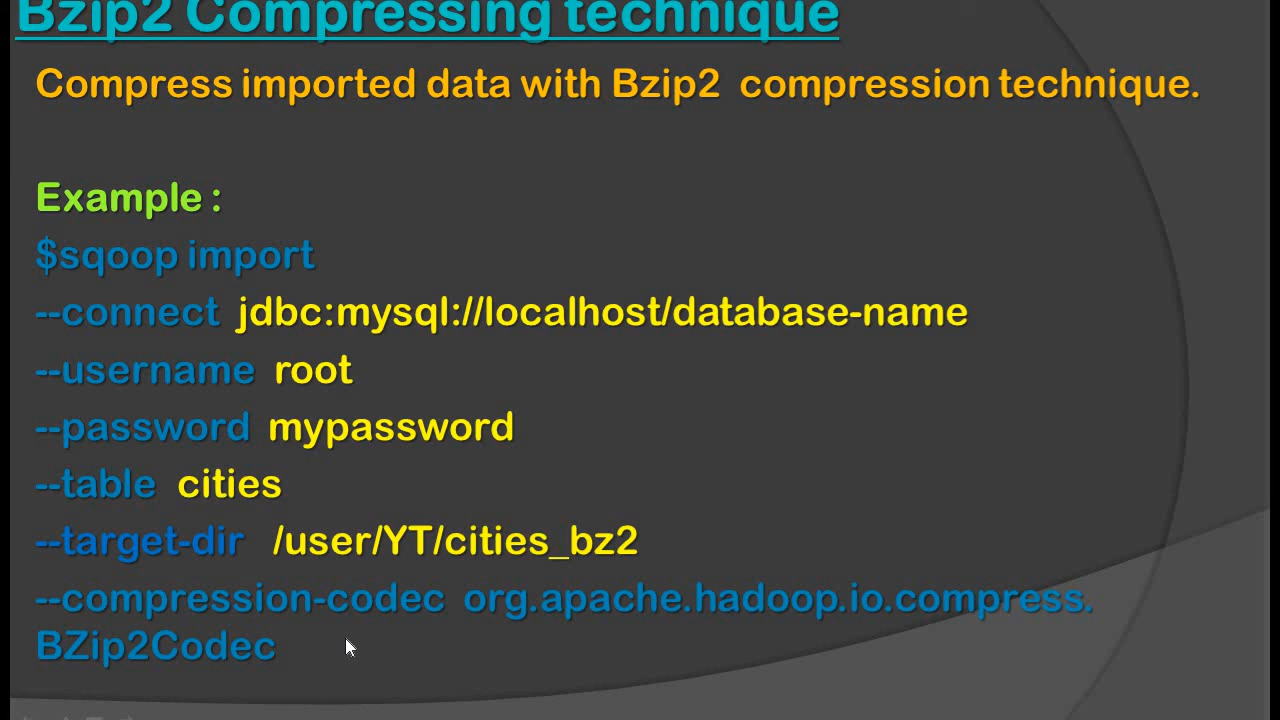 Bzip2 Compressing technique
Compress imported data with Bzip2 compression technique.
Example :
$sqoop import
--connect jdbc:mysql://localhost/database-name
--username root
--password mypassword
--table cities
--target-dir /user/YT/cities_bz2
--compression-codec org.apache.hadoop.io.compress.
BZip2Codec